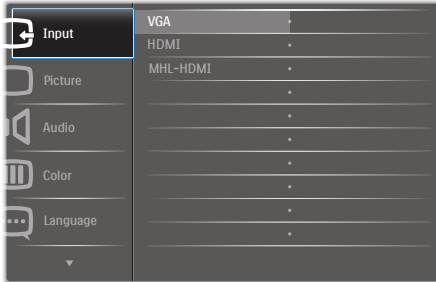 Input
Picture
Audio
Color
Language
VGA
HDMI
MHL-HDMI